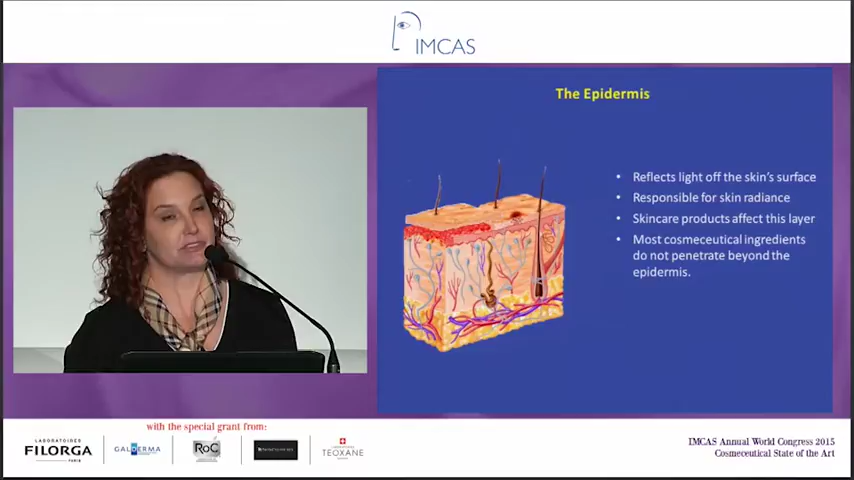 IMCAS
The Epidermis
• Reflects light off the skin's surface
• Responsible for skin radiance
• Skincare products affect this layer
• Most cosmeceutical ingredients
do not penetrate beyond the
epidermis.
with the special grant from:
LABORATOIRES
FILORGA
PARIS
GALDERMA
RoC
TEOXANE
IMCAS Annual World Congress 2015
Cosmeceutical State of the Art